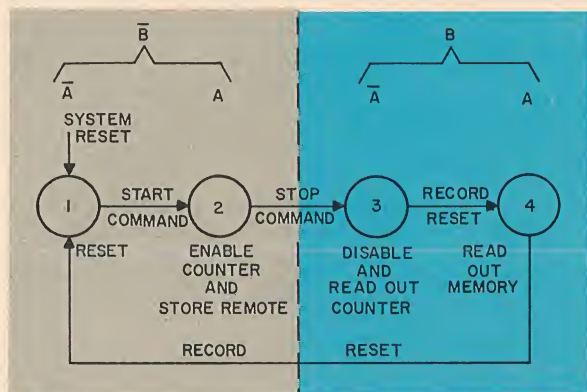 B̅
B
A̅
A
A̅
A
SYSTEM
RESET
1
START
COMMAND
2
STOP
COMMAND
3
RECORD
RESET
4
RESET
ENABLE
COUNTER
AND
STORE REMOTE
DISABLE
AND
READ OUT
COUNTER
READ
OUT
MEMORY
RECORD
RESET